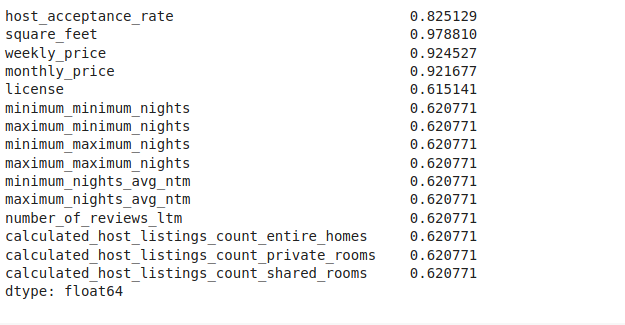 host_acceptance_rate 0.825129
square_feet 0.978810
weekly_price 0.924527
monthly_price 0.921677
license 0.615141
minimum_minimum_nights 0.620771
maximum_minimum_nights 0.620771
minimum_maximum_nights 0.620771
maximum_maximum_nights 0.620771
minimum_nights_avg_ntm 0.620771
maximum_nights_avg_ntm 0.620771
number_of_reviews_ltm 0.620771
calculated_host_listings_count_entire_homes 0.620771
calculated_host_listings_count_private_rooms 0.620771
calculated_host_listings_count_shared_rooms 0.620771
dtype: float64